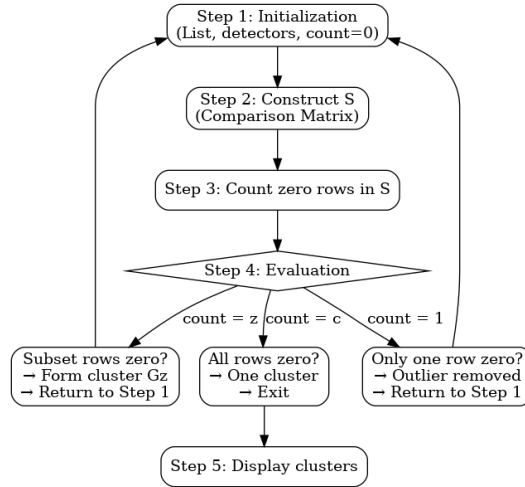 Step 1: Initialization
(List, detectors, count=0)
Step 2: Construct S
(Comparison Matrix)
Step 3: Count zero rows in S
Step 4: Evaluation
count = z
count = c
count = 1
Subset rows zero?
→ Form cluster Gz
→ Return to Step 1
All rows zero?
→ One cluster
→ Exit
Only one row zero?
→ Outlier removed
→ Return to Step 1
Step 5: Display clusters